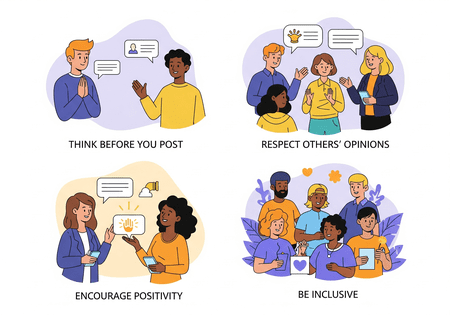 THINK BEFORE YOU POST
RESPECT OTHERS' OPINIONS
ENCOURAGE POSITIVITY
BE INCLUSIVE